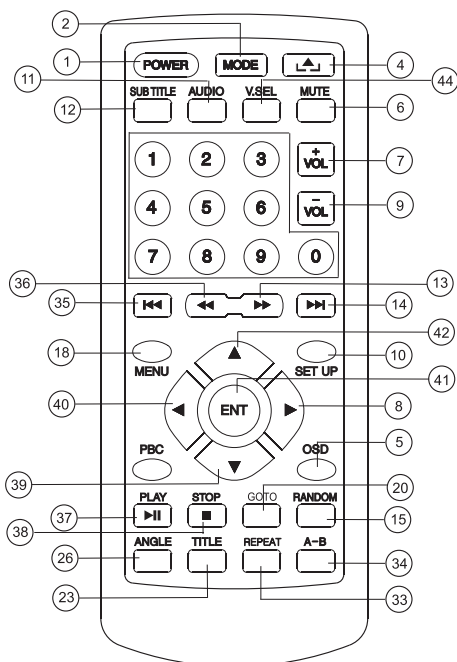 2
1
POWER
MODE
4
11
SUBTITLE
AUDIO
V.SEL
MUTE
44
12
6
1
2
3
+
VOL
7
4
5
6
−
VOL
9
7
8
9
0
36
13
35
14
18
42
10
MENU
SET UP
41
40
ENT
8
PBC
OSD
5
39
20
PLAY
STOP
GOTO
RANDOM
37
38
15
ANGLE
TITLE
REPEAT
A-B
26
34
23
33